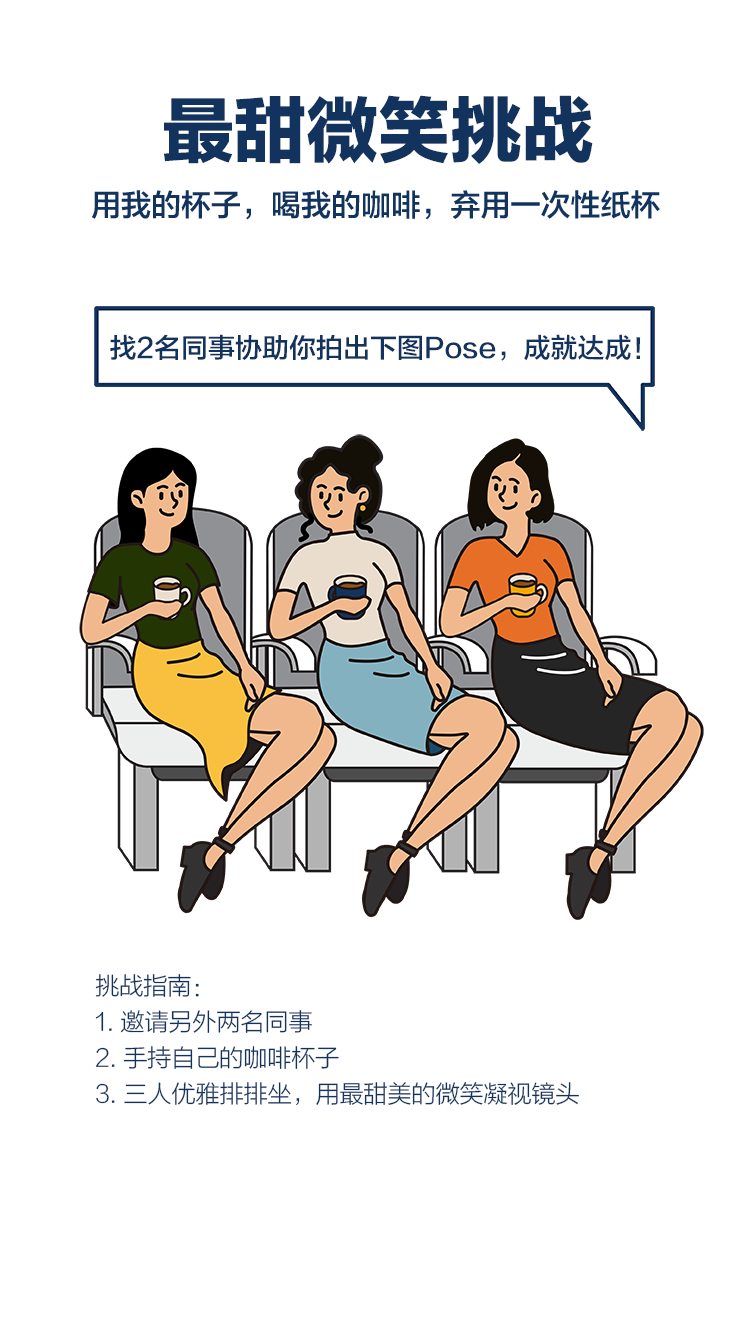 最甜微笑挑战
用我的杯子，喝我的咖啡，弃用一次性纸杯
找2名同事协助你拍出下图Pose，成就达成！
挑战指南：
1. 邀请另外两名同事
2. 手持自己的咖啡杯子
3. 三人优雅排排坐，用最甜美的微笑凝视镜头